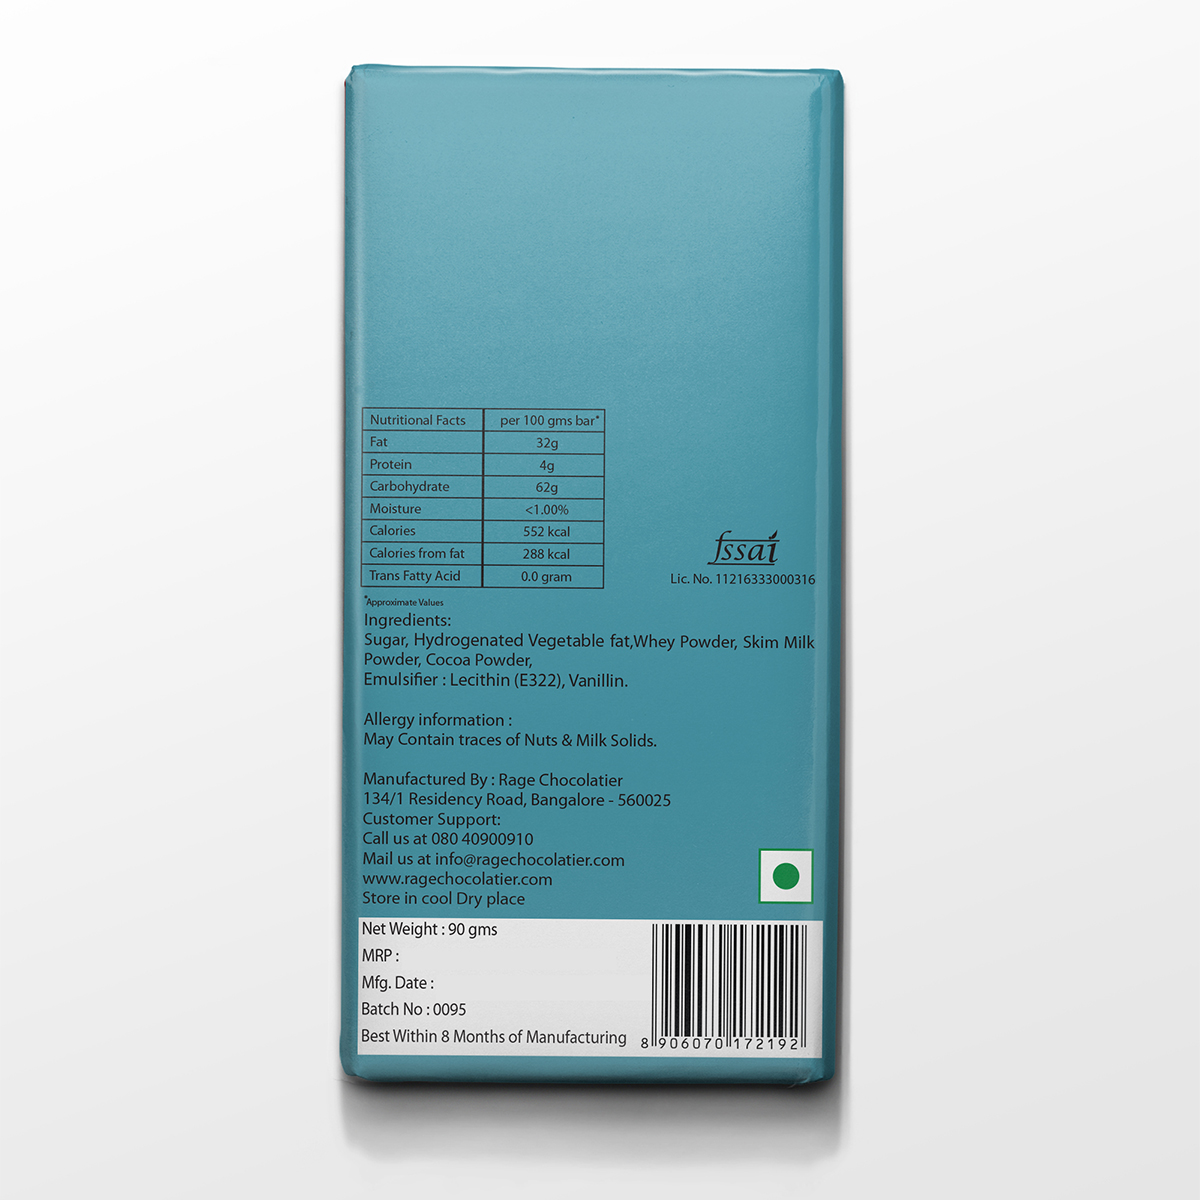 Nutritional Facts per 100 gms bar*
Fat 32g
Protein 4g
Carbohydrate 62g
Moisture <1.00%
Calories 552 kcal
Calories from fat 288 kcal
Trans Fatty Acid 0.0 gram
fssai
Lic. No. 11216333000316
*Approximate Values
Ingredients:
Sugar, Hydrogenated Vegetable fat,Whey Powder, Skim Milk
Powder, Cocoa Powder,
Emulsifier : Lecithin (E322), Vanillin.
Allergy information :
May Contain traces of Nuts & Milk Solids.
Manufactured By : Rage Chocolatier
134/1 Residency Road, Bangalore - 560025
Customer Support:
Call us at 080 40900910
Mail us at info@ragechocolatier.com
www.ragechocolatier.com
Store in cool Dry place
Net Weight : 90 gms
MRP :
Mfg. Date :
Batch No : 0095
Best Within 8 Months of Manufacturing
8 906070 172192